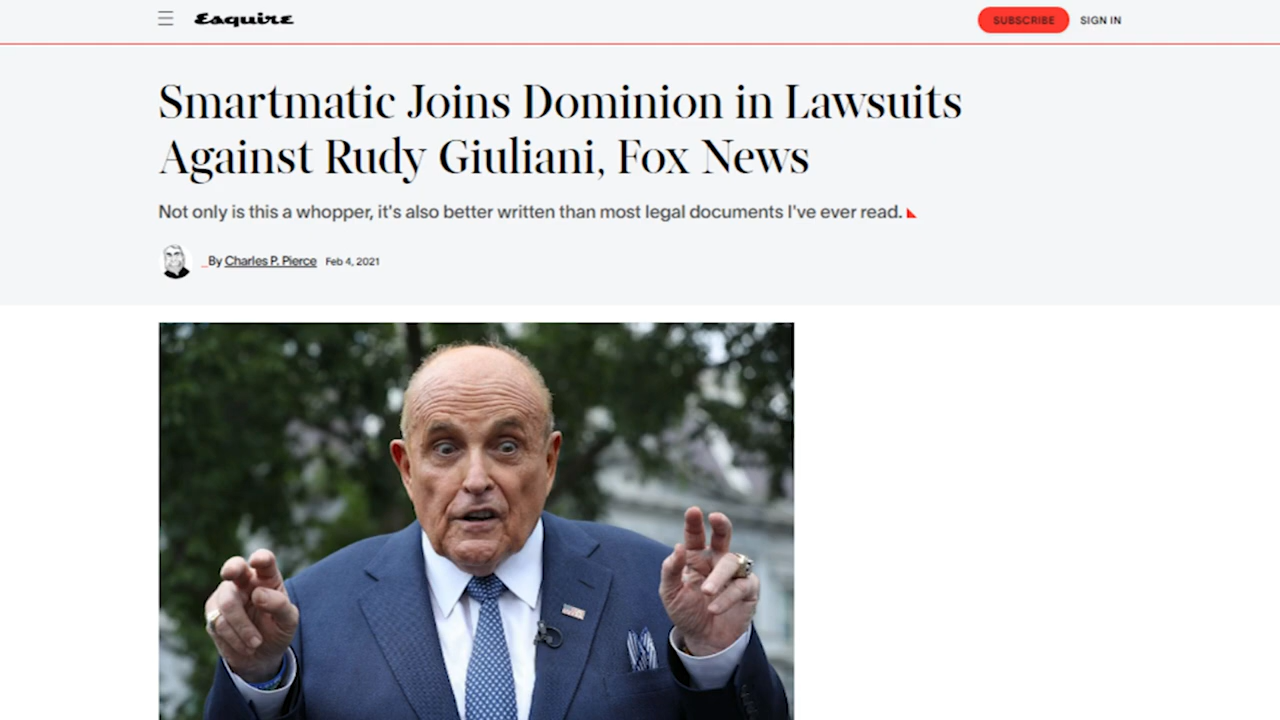 Esquire
SUBSCRIBE
SIGN IN
Smartmatic Joins Dominion in Lawsuits
Against Rudy Giuliani, Fox News
Not only is this a whopper, it's also better written than most legal documents I've ever read.
_By Charles P. Pierce Feb 4, 2021